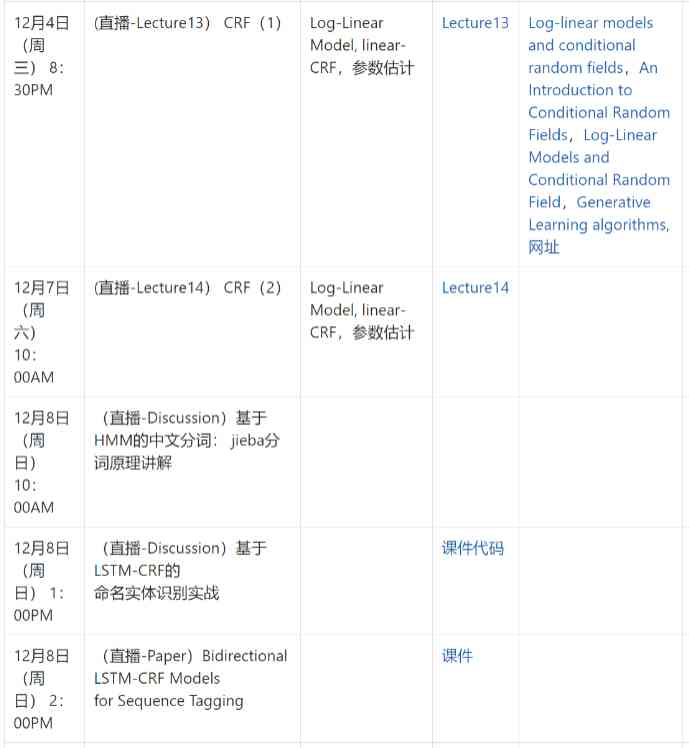 12月4日
（周
三） 8：
30PM
(直播-Lecture13） CRF（1）
Log-Linear
Model, linear-
CRF，参数估计
Lecture13
Log-linear models
and conditional
random fields，An
Introduction to
Conditional Random
Fields，Log-Linear
Models and
Conditional Random
Field，Generative
Learning algorithms,
网址
12月7日
（周
六）
10：
00AM
(直播-Lecture14） CRF（2）
Log-Linear
Model, linear-
CRF，参数估计
Lecture14
12月8日
（周
日）
10：
00AM
（直播-Discussion）基于
HMM的中文分词： jieba分
词原理讲解
12月8日
（周
日） 1：
00PM
（直播-Discussion）基于
LSTM-CRF的
命名实体识别实战
课件代码
12月8日
（周
日） 2：
00PM
（直播-Paper）Bidirectional
LSTM-CRF Models
for Sequence Tagging
课件